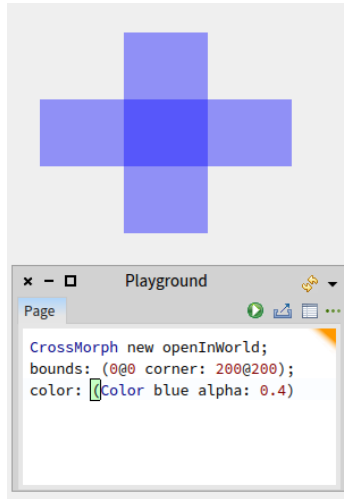 Playground
Page
CrossMorph new openInWorld;
bounds: (0@0 corner: 200@200);
color: (Color blue alpha: 0.4)